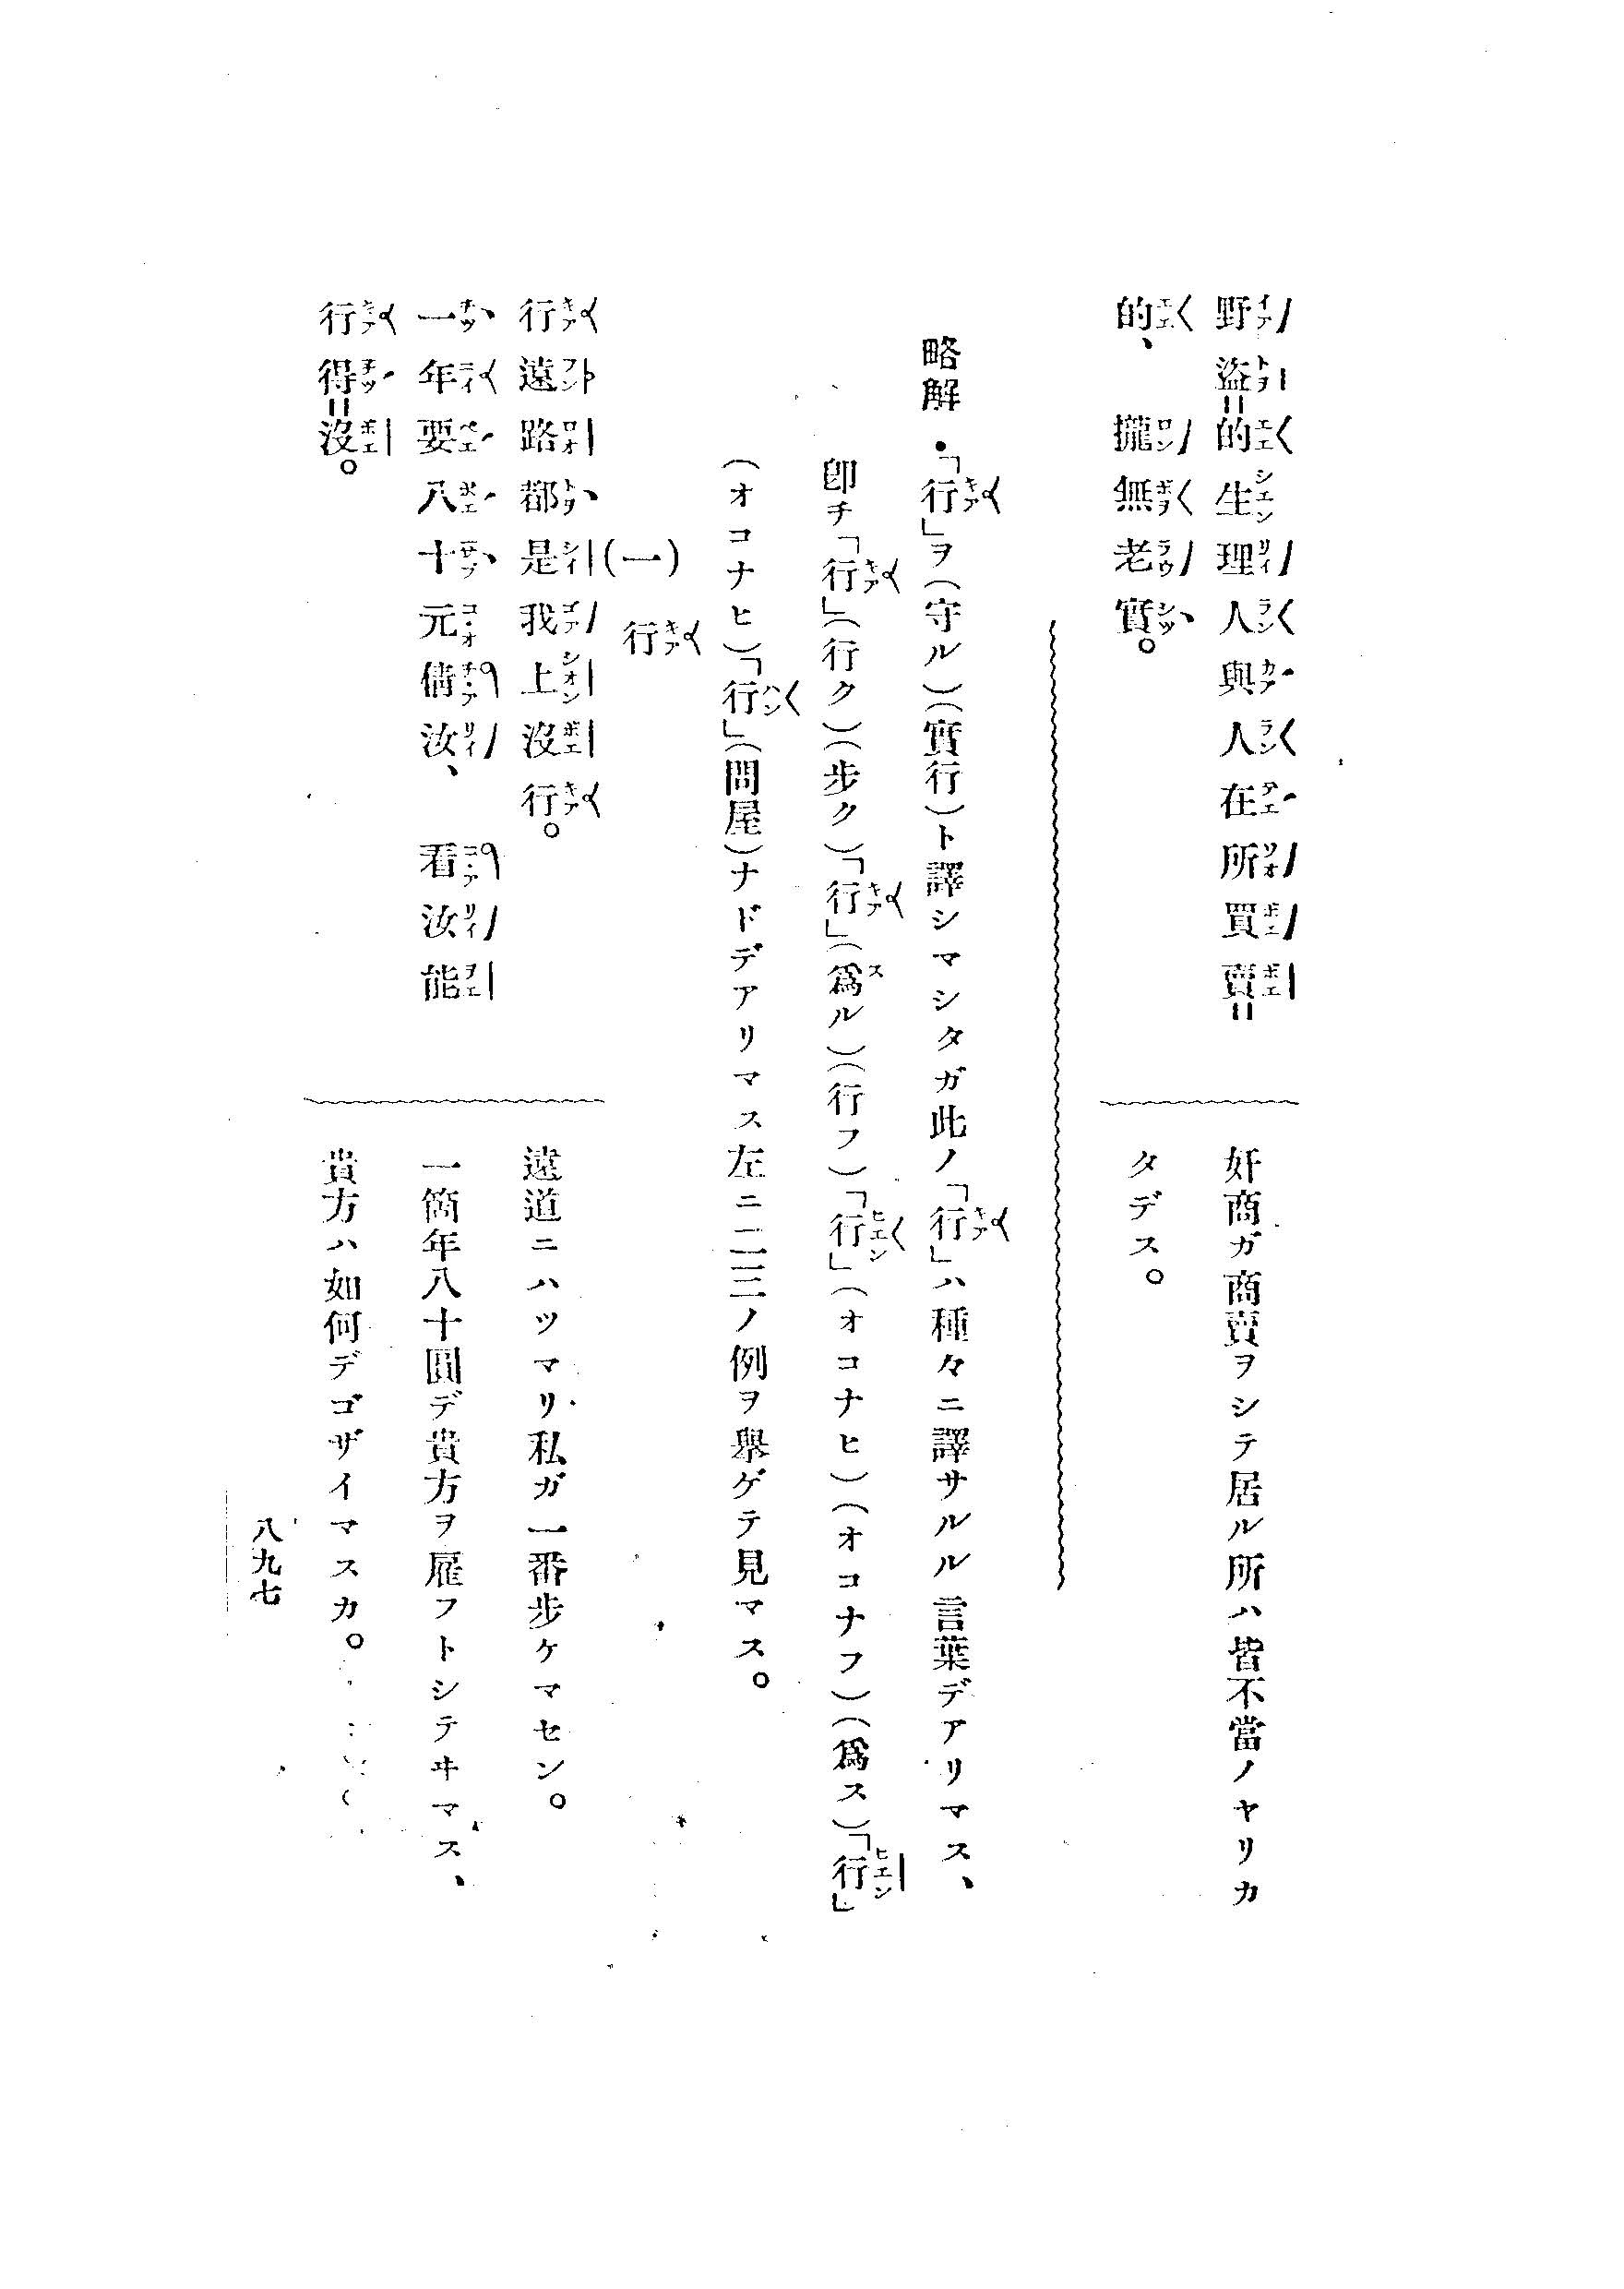 野盜=的生理人與人在所買賣=
的、攏無老實。
奸商ガ商賣ヲシテ居ル所ハ皆不當ノヤリカ
タデス。
略解・「行」ヲ(守ル)(實行)ト譯シマシタガ此ノ「行」ハ種々ニ譯サルル言葉デアリマス、
卽チ「行」(行ク)(步ク)「行」(爲ル)(行フ)「行」(オコナヒ)(オコナフ)(爲ス)「行」
(オコナヒ)「行」(問屋)ナドデアリマス左ニ二三ノ例ヲ擧ゲテ見マス。
(一) 行
行遠路都是我上沒行。
遠道ニハツマリ私ガ一番步ケマセン。
一年要八十元倩汝、看汝能
行得=沒。
一箇年八十圓デ貴方ヲ雇フトシテヰマス、
貴方ハ如何デゴザイマスカ。
八九七